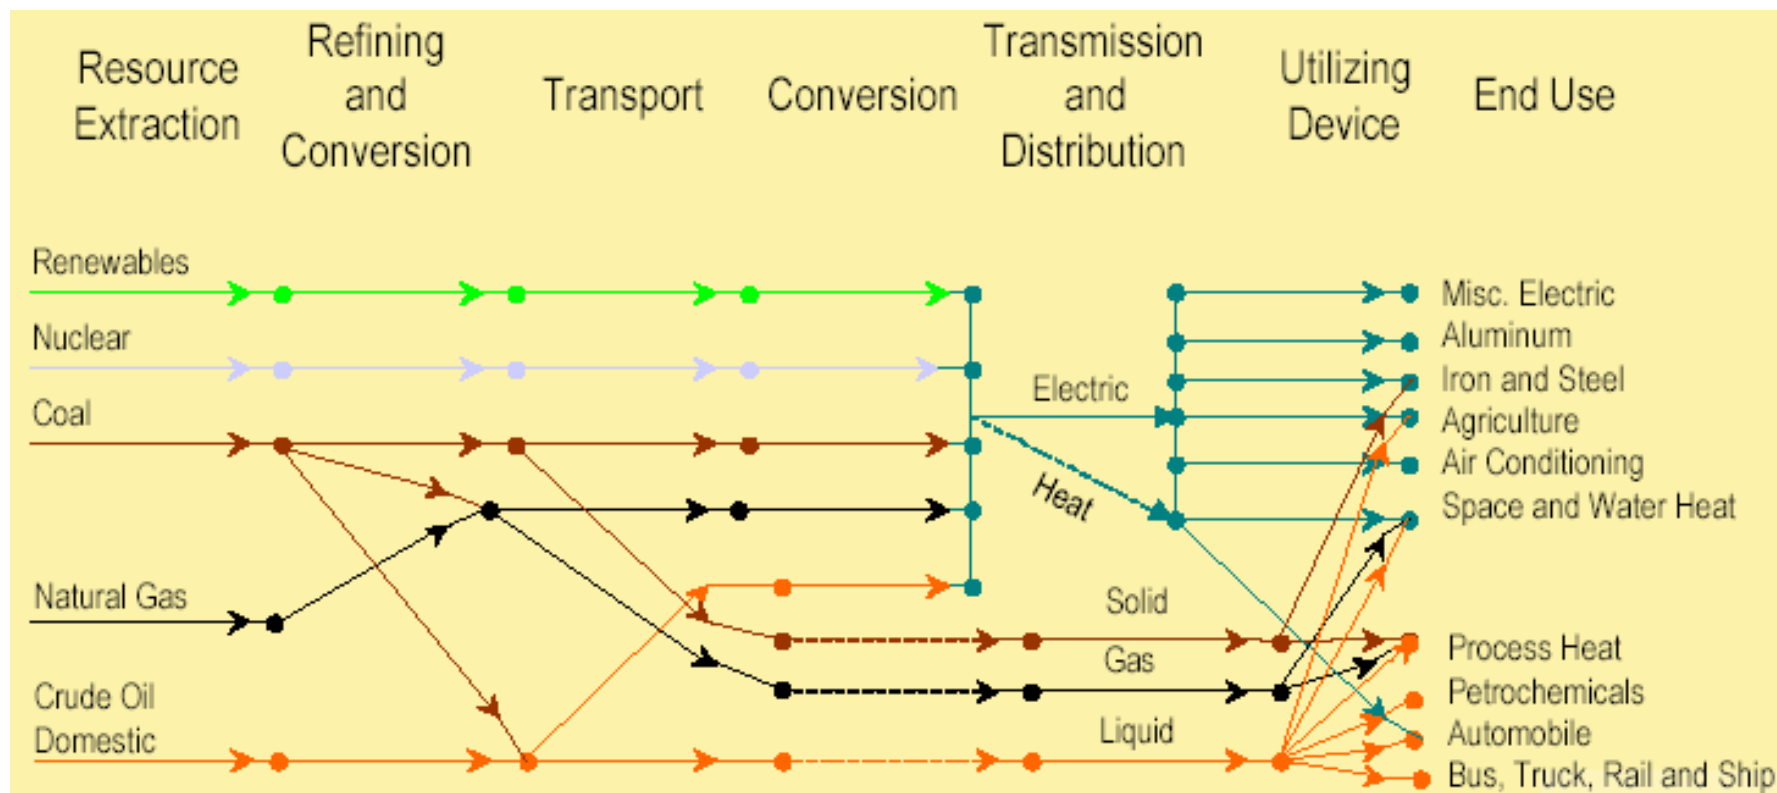 Resource
Extraction
Refining
and
Conversion
Transport
Conversion
Transmission
and
Distribution
Utilizing
Device
End Use
Renewables
Nuclear
Coal
Natural Gas
Crude Oil
Domestic
Electric
Heat
Solid
Gas
Liquid
Misc. Electric
Aluminum
Iron and Steel
Agriculture
Air Conditioning
Space and Water Heat
Process Heat
Petrochemicals
Automobile
Bus, Truck, Rail and Ship